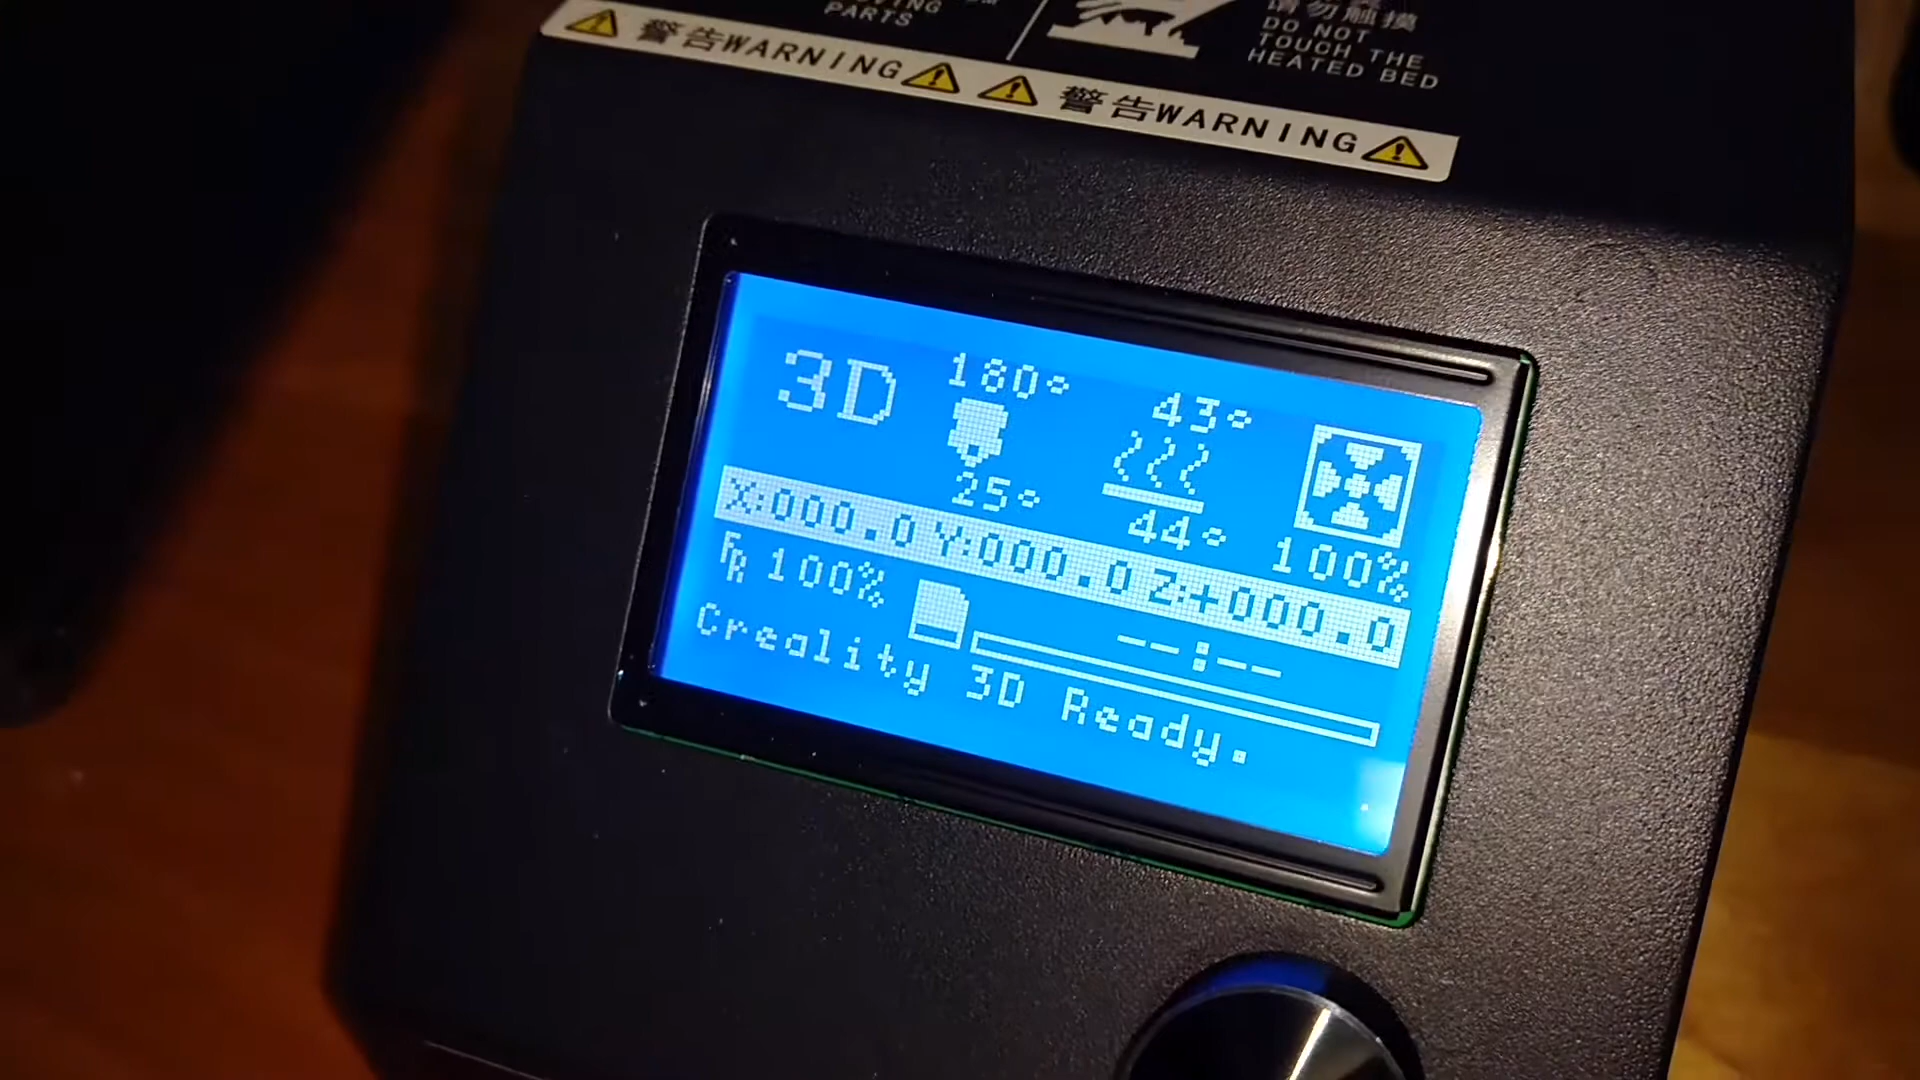 PARTS
请勿触摸
DO NOT
TOUCH THE
HEATED BED
警告WARNING 警告WARNING
3D 180° 43°
25° 44° 100%
X:000.0 Y:000.0 Z:+000.0
FR 100% --:--
Creality 3D Ready.